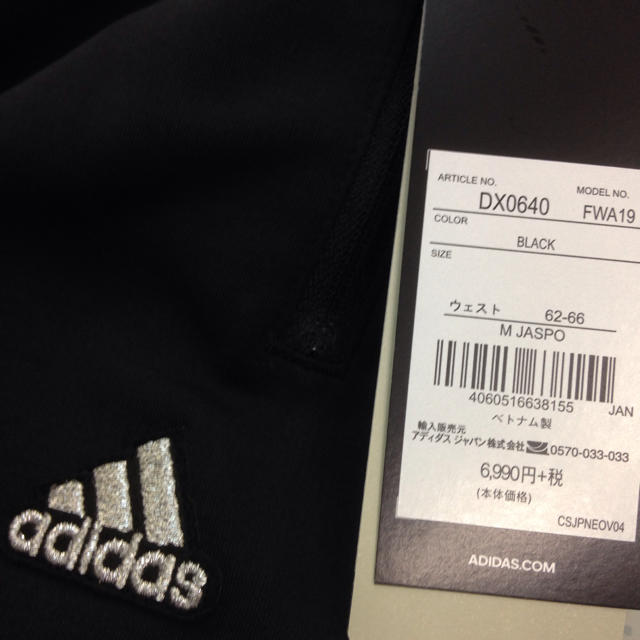 adidas
ARTICLE NO. MODEL NO.
DX0640 FWA19
COLOR
BLACK
SIZE
ウェスト 62-66
M JASPO
4060516638155 JAN
ベトナム製
輸入販売元
アディダス ジャパン株式会社 0570-033-033
6,990円+税
(本体価格)
CSJPNEOV04
ADIDAS.COM